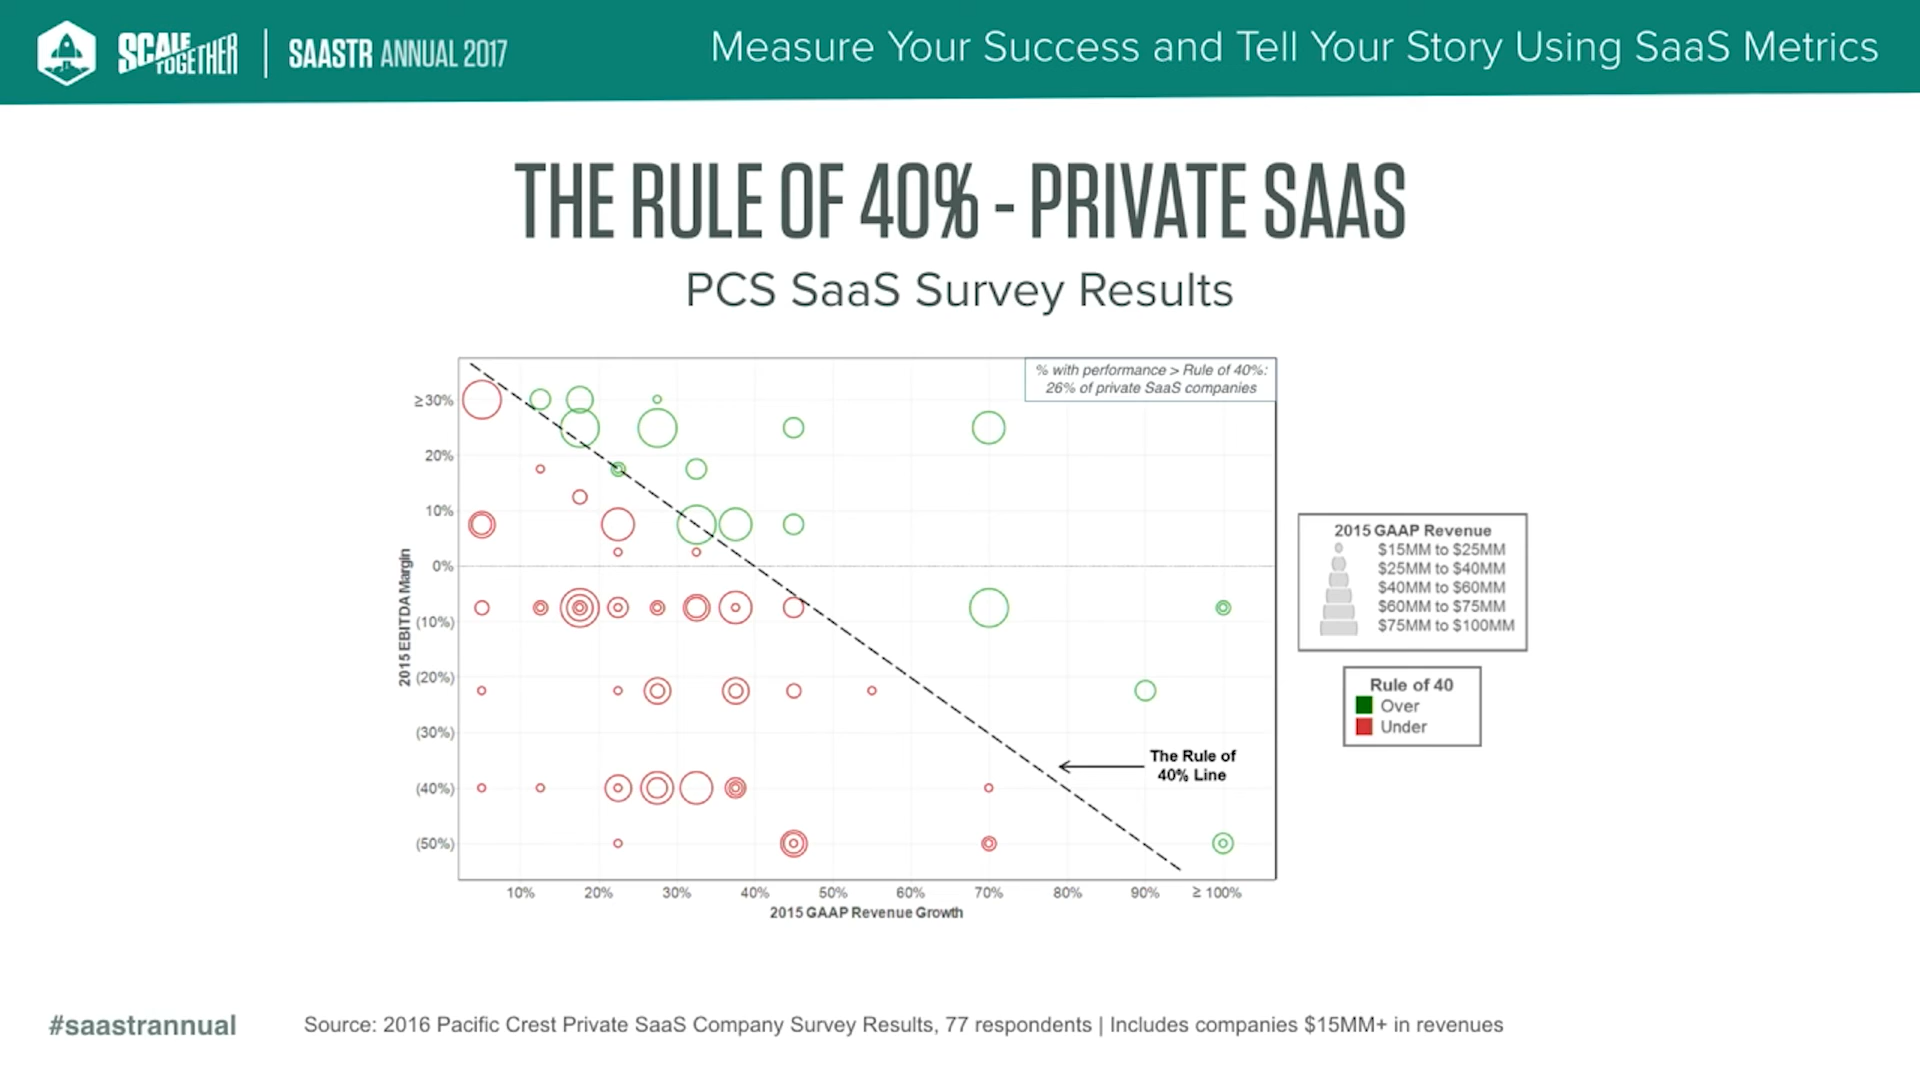 SCALE TOGETHER
SAASTR ANNUAL 2017
Measure Your Success and Tell Your Story Using SaaS Metrics
THE RULE OF 40% - PRIVATE SAAS
PCS SaaS Survey Results
% with performance > Rule of 40%:
26% of private SaaS companies
≥30%
20%
10%
0%
(10%)
(20%)
(30%)
(40%)
(50%)
2015 EBITDA Margin
The Rule of
40% Line
10%
20%
30%
40%
50%
60%
70%
80%
90%
≥ 100%
2015 GAAP Revenue Growth
2015 GAAP Revenue
$15MM to $25MM
$25MM to $40MM
$40MM to $60MM
$60MM to $75MM
$75MM to $100MM
Rule of 40
Over
Under
#saastrannual
Source: 2016 Pacific Crest Private SaaS Company Survey Results, 77 respondents | Includes companies $15MM+ in revenues